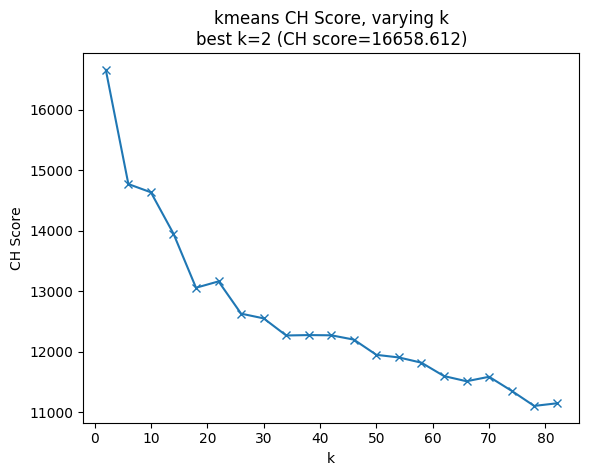 kmeans CH Score, varying k
best k=2 (CH score=16658.612)
16000
15000
14000
13000
12000
11000
CH Score
0 10 20 30 40 50 60 70 80
k